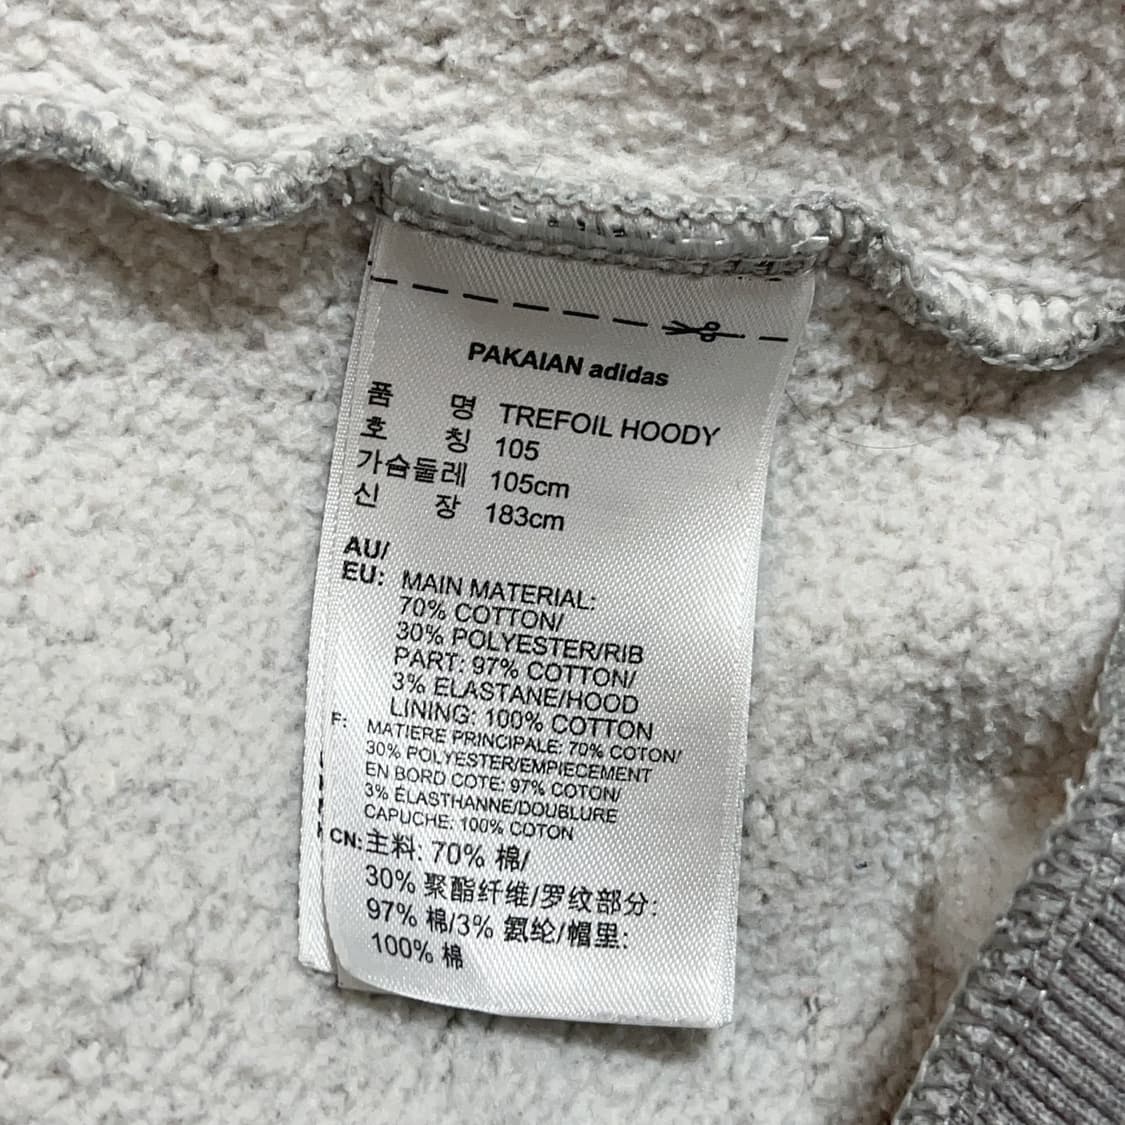 PAKAIAN adidas
품 명 TREFOIL HOODY
호 칭 105
가슴둘레 105cm
신 장 183cm
AU/
EU: MAIN MATERIAL:
70% COTTON/
30% POLYESTER/RIB
PART: 97% COTTON/
3% ELASTANE/HOOD
LINING: 100% COTTON
F: MATIERE PRINCIPALE: 70% COTON/
30% POLYESTER/EMPIECEMENT
EN BORD COTE: 97% COTON/
3% ELASTHANNE/DOUBLURE
CAPUCHE: 100% COTON
CN: 主料: 70% 棉/
30% 聚酯纤维/罗纹部分:
97% 棉/3% 氨纶/帽里:
100% 棉